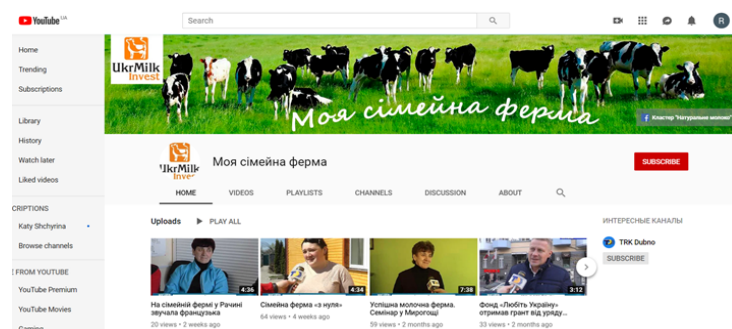 YouTube UA
Search
R
Home
Trending
Subscriptions
Library
History
Watch later
Liked videos
CRIPTIONS
Katy Shchyrina
Browse channels
E FROM YOUTUBE
YouTube Premium
YouTube Movies
Gaming
UkrMilk
Invest
Моя сімейна ферма
Кластер "Натуральне молоко"
UkrMilk
Invest
Моя сімейна ферма
SUBSCRIBE
HOME VIDEOS PLAYLISTS CHANNELS DISCUSSION ABOUT
Uploads PLAY ALL
4:36
На сімейній фермі у Рачині
звучала французька
20 views • 2 weeks ago
4:34
Сімейна ферма «з нуля»
64 views • 4 weeks ago
7:38
Успішна молочна ферма.
Семінар у Мирогощі
59 views • 2 months ago
3:12
Фонд «Любіть Україну»
отримав грант від уряду...
33 views • 2 months ago
ИНТЕРЕСНЫЕ КАНАЛЫ
TRK Dubno
SUBSCRIBE